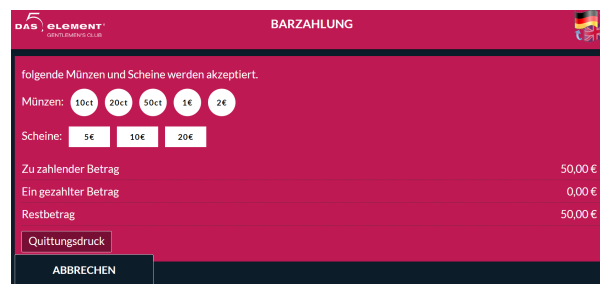 5
DAS ELEMENT
GENTLEMEN'S CLUB
BARZAHLUNG
folgende Münzen und Scheine werden akzeptiert.
Münzen: 10ct 20ct 50ct 1€ 2€
Scheine: 5€ 10€ 20€
Zu zahlender Betrag 50,00 €
Ein gezahlter Betrag 0,00 €
Restbetrag 50,00 €
Quittungsdruck
ABBRECHEN